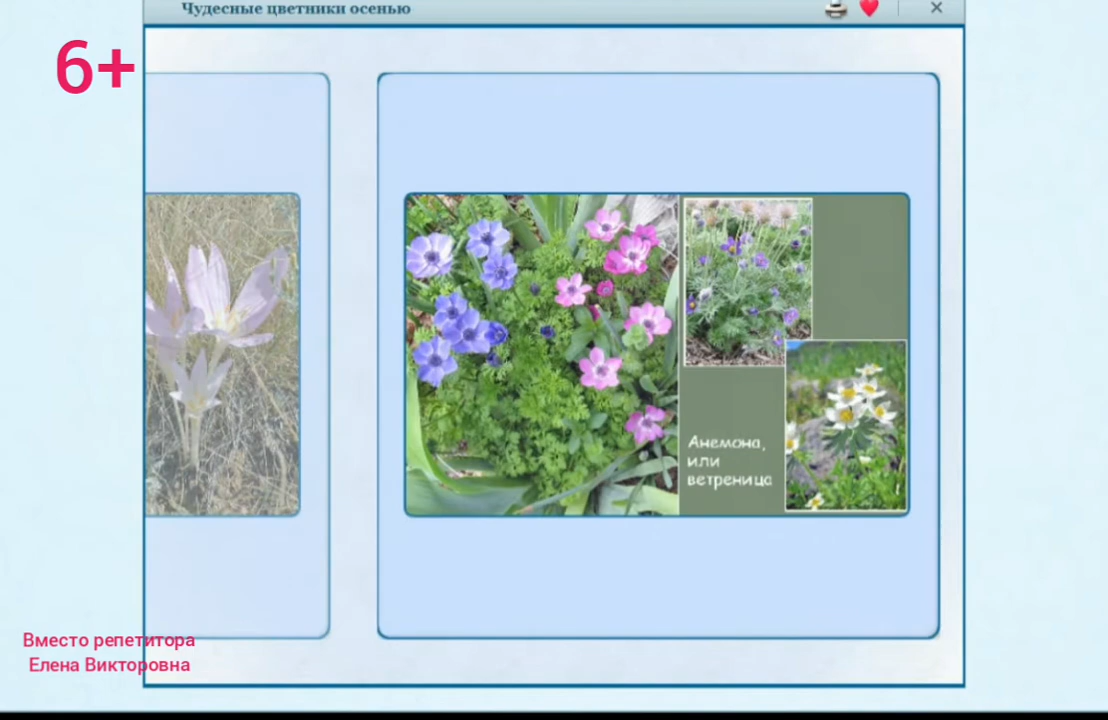 Чудесные цветники осенью
6+
Анемона,
или
ветреница
Вместо репетитора
Елена Викторовна